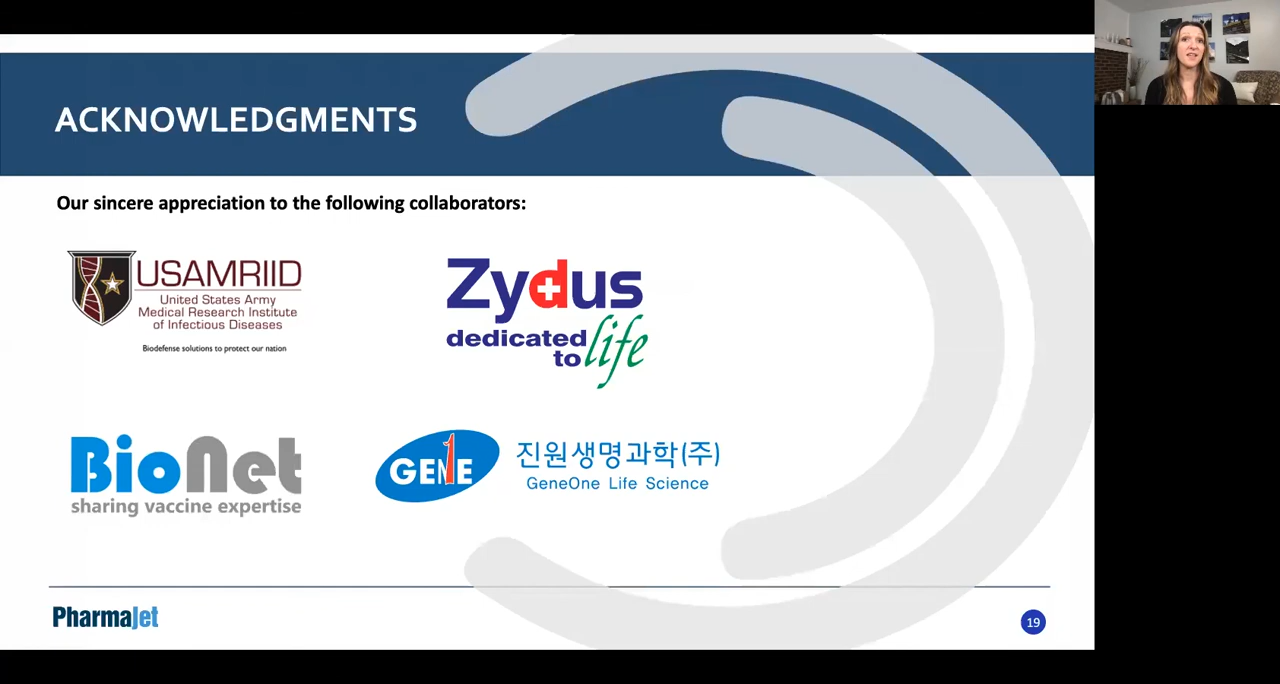 ACKNOWLEDGMENTS
Our sincere appreciation to the following collaborators:
USAMRIID
United States Army
Medical Research Institute
of Infectious Diseases
Biodefense solutions to protect our nation
Zydus
dedicated
to life
BioNet
sharing vaccine expertise
GENE 1
진원생명과학(주)
GeneOne Life Science
PharmaJet
19